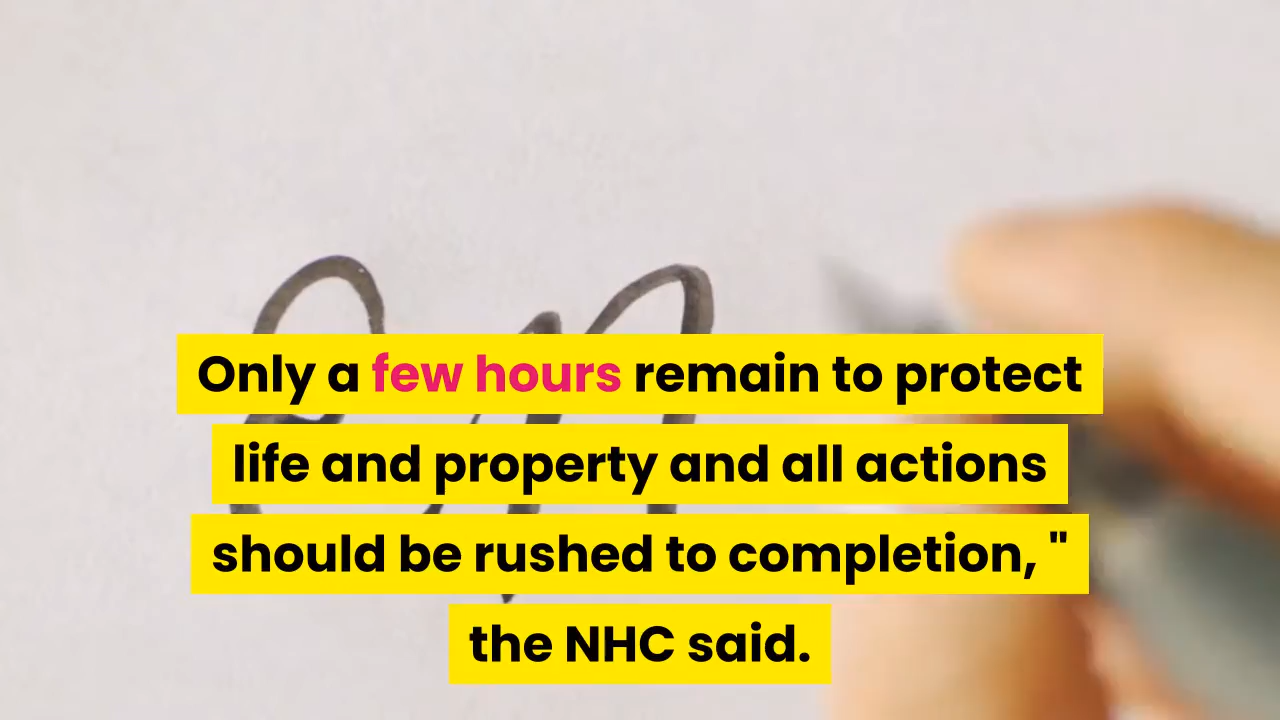 Only a few hours remain to protect
life and property and all actions
should be rushed to completion, "
the NHC said.